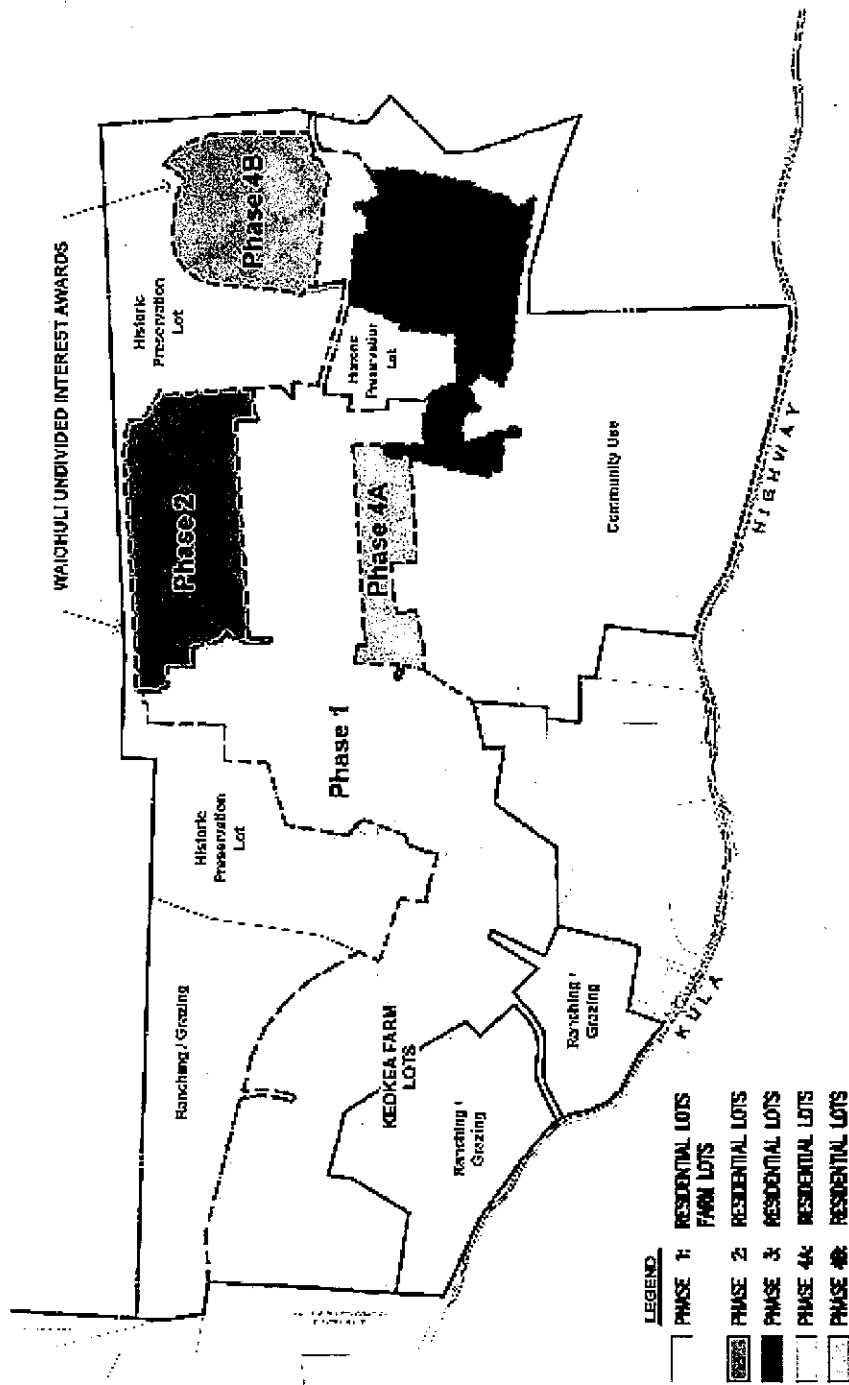 WAIOHULI UNDIVIDED INTEREST AWARDS
Historic
Preservation
Lot
Phase 4B
Phase 2
Historic
Preservation
Lot
Phase 4A
Community Use
Phase 1
Historic
Preservation
Lot
Ranching / Grazing
KEOKEA FARM
LOTS
Ranching /
Grazing
Ranching /
Grazing
KULA
HIGHWAY
LEGEND
PHASE 1: RESIDENTIAL LOTS
FARM LOTS
PHASE 2: RESIDENTIAL LOTS
PHASE 3: RESIDENTIAL LOTS
PHASE 4A: RESIDENTIAL LOTS
PHASE 4B: RESIDENTIAL LOTS